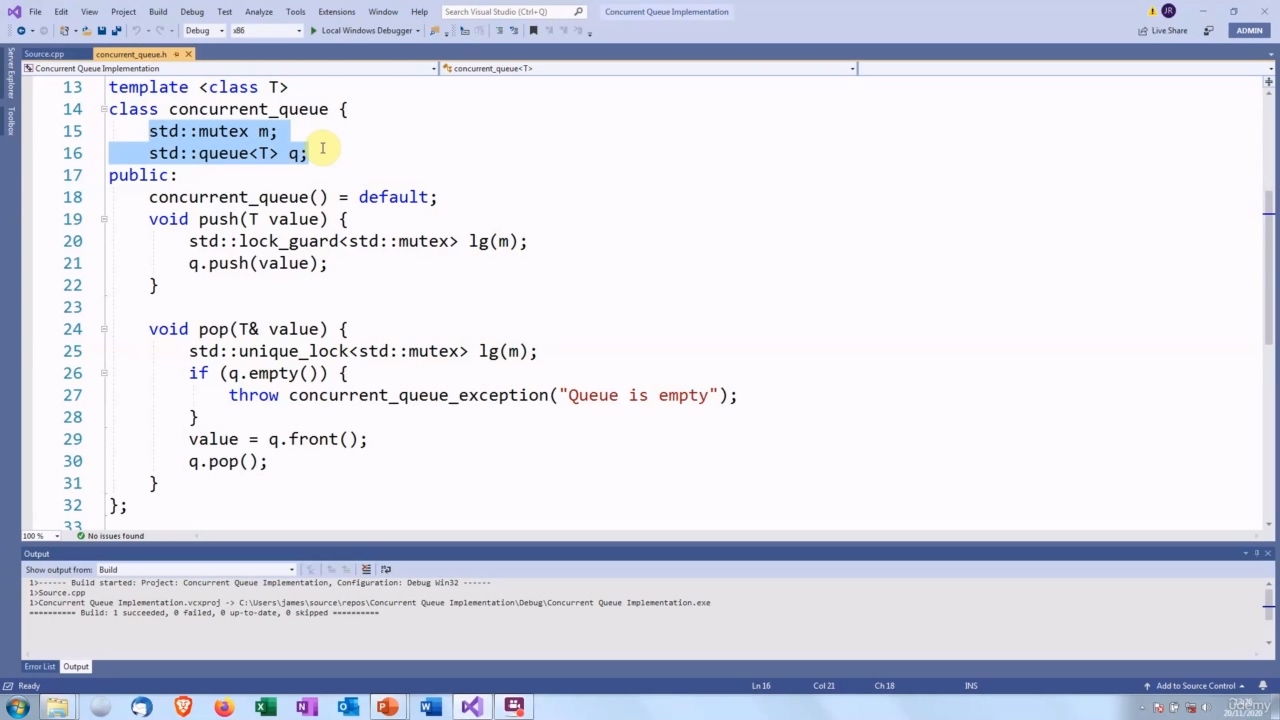 File Edit View Git Project Build Debug Test Analyze Tools Extensions Window Help Search Visual Studio (Ctrl+Q) Concurrent Queue Implementation JR
Debug x86 Local Windows Debugger Live Share ADMIN
Server Explorer
Toolbox
Source.cpp concurrent_queue.h
Concurrent Queue Implementation concurrent_queue<T>
13 template <class T>
14 class concurrent_queue {
15 std::mutex m;
16 std::queue<T> q;
17 public:
18 concurrent_queue() = default;
19 void push(T value) {
20 std::lock_guard<std::mutex> lg(m);
21 q.push(value);
22 }
23
24 void pop(T& value) {
25 std::unique_lock<std::mutex> lg(m);
26 if (q.empty()) {
27 throw concurrent_queue_exception("Queue is empty");
28 }
29 value = q.front();
30 q.pop();
31 }
32 };
33
100 % No issues found
Output
Show output from: Build
1>------ Build started: Project: Concurrent Queue Implementation, Configuration: Debug Win32 ------
1>Source.cpp
1>Concurrent Queue Implementation.vcxproj -> C:\Users\james\source\repos\Concurrent Queue Implementation\Debug\Concurrent Queue Implementation.exe
========== Build: 1 succeeded, 0 failed, 0 up-to-date, 0 skipped ==========
Error List Output
Ready Ln 16 Col 21 Ch 18 INS Add to Source Control
Udemy
20/11/2020